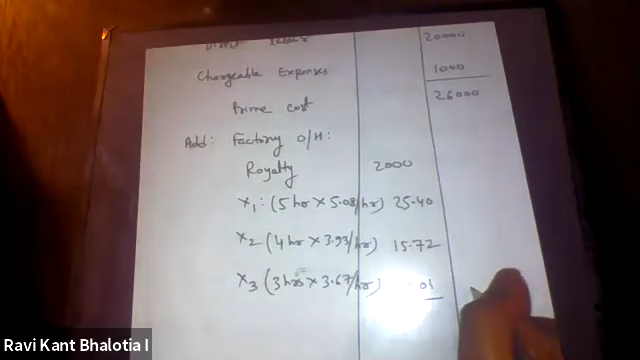 20000
Chargeable Expenses 1000
Prime cost 26000
Add: Factory O/H:
Royalty 2000
X1: (5 hr × 5.08/hr) 25.40
X2 (4 hr × 3.93/hr) 15.72
X3 (3 hrs × 3.67/hr) .01
Ravi Kant Bhalotia I